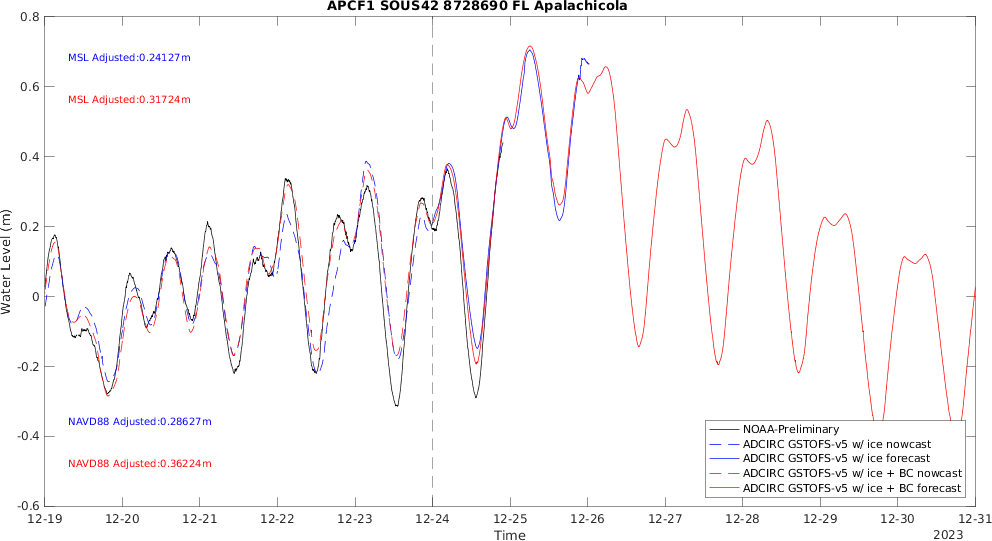 APCF1 SOUS42 8728690 FL Apalachicola
0.8
0.6
0.4
0.2
0
-0.2
-0.4
-0.6
Water Level (m)
MSL Adjusted:0.24127m
MSL Adjusted:0.31724m
NAVD88 Adjusted:0.28627m
NAVD88 Adjusted:0.36224m
NOAA-Preliminary
ADCIRC GSTOFS-v5 w/ ice nowcast
ADCIRC GSTOFS-v5 w/ ice forecast
ADCIRC GSTOFS-v5 w/ ice + BC nowcast
ADCIRC GSTOFS-v5 w/ ice + BC forecast
12-19 12-20 12-21 12-22 12-23 12-24 12-25 12-26 12-27 12-28 12-29 12-30 12-31
Time
2023